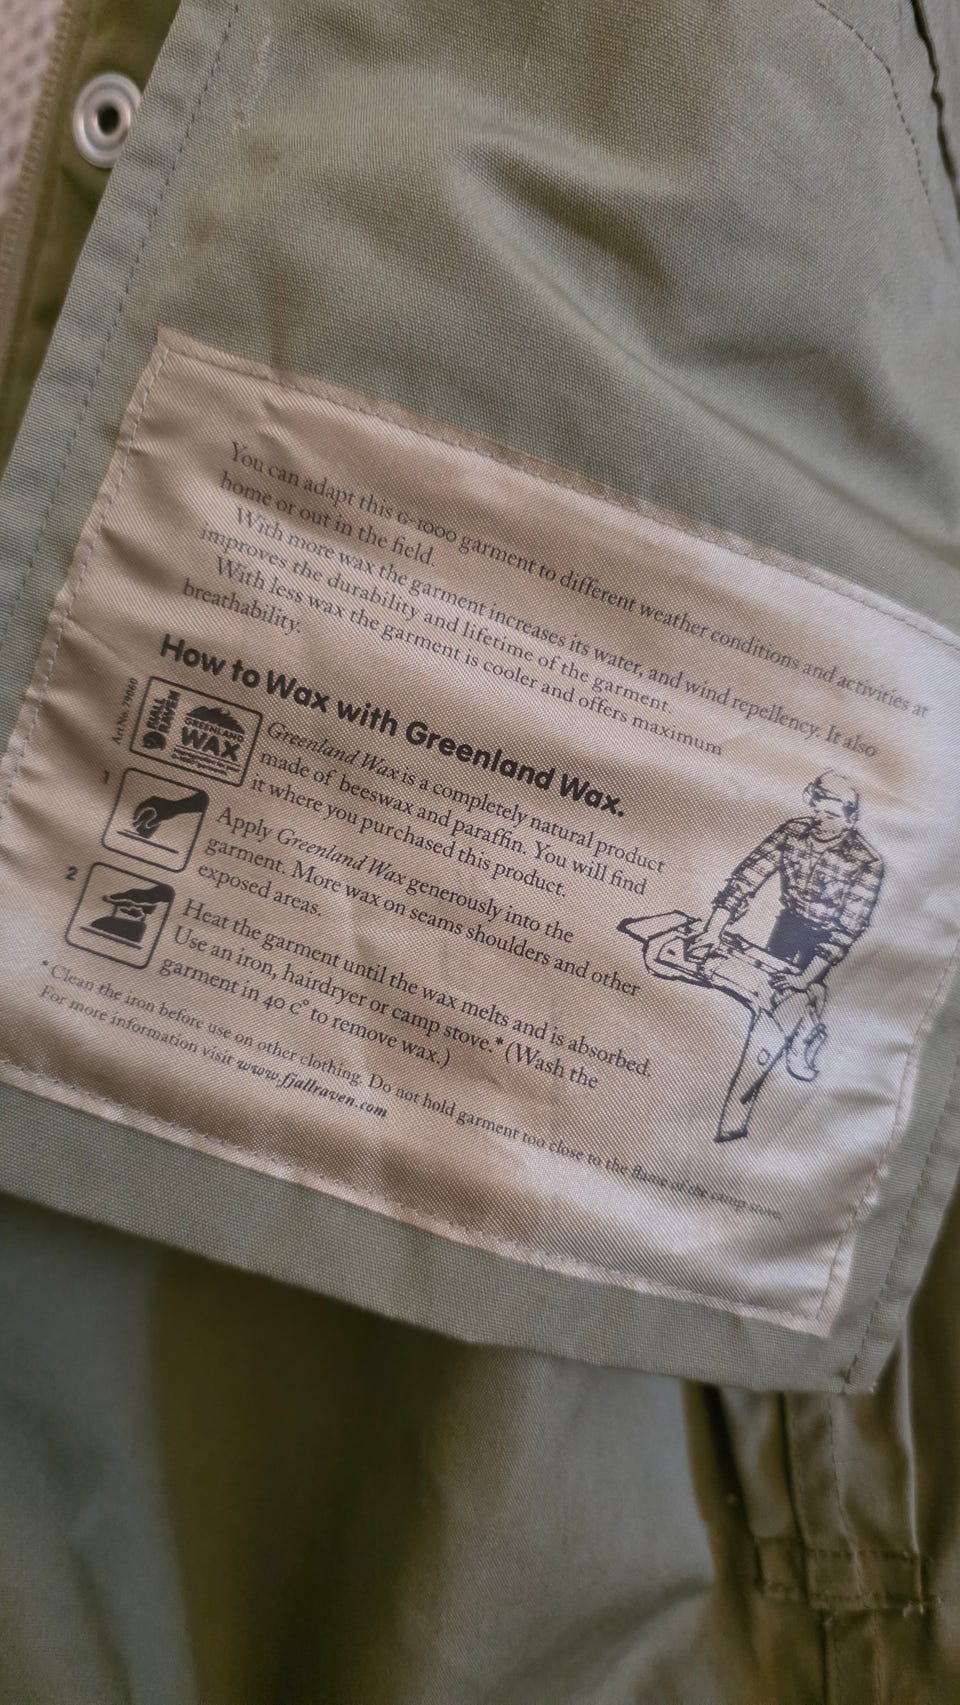 You can adapt this G-1000 garment to different weather conditions and activities at
home or out in the field.
With more wax the garment increases its water, and wind repellency. It also
improves the durability and lifetime of the garment.
With less wax the garment is cooler and offers maximum
breathability.
How to Wax with Greenland Wax.
Art No. 79060
FJÄLL
RÄVEN
GREENLAND
WAX
Greenland Wax is a completely natural product
made of beeswax and paraffin. You will find
it where you purchased this product.
1
Apply Greenland Wax generously into the
garment. More wax on seams shoulders and other
exposed areas.
2
Heat the garment until the wax melts and is absorbed.
Use an iron, hairdryer or camp stove.* (Wash the
garment in 40 c° to remove wax.)
* Clean the iron before use on other clothing. Do not hold garment too close to the flame of the camp stove.
For more information visit www.fjallraven.com